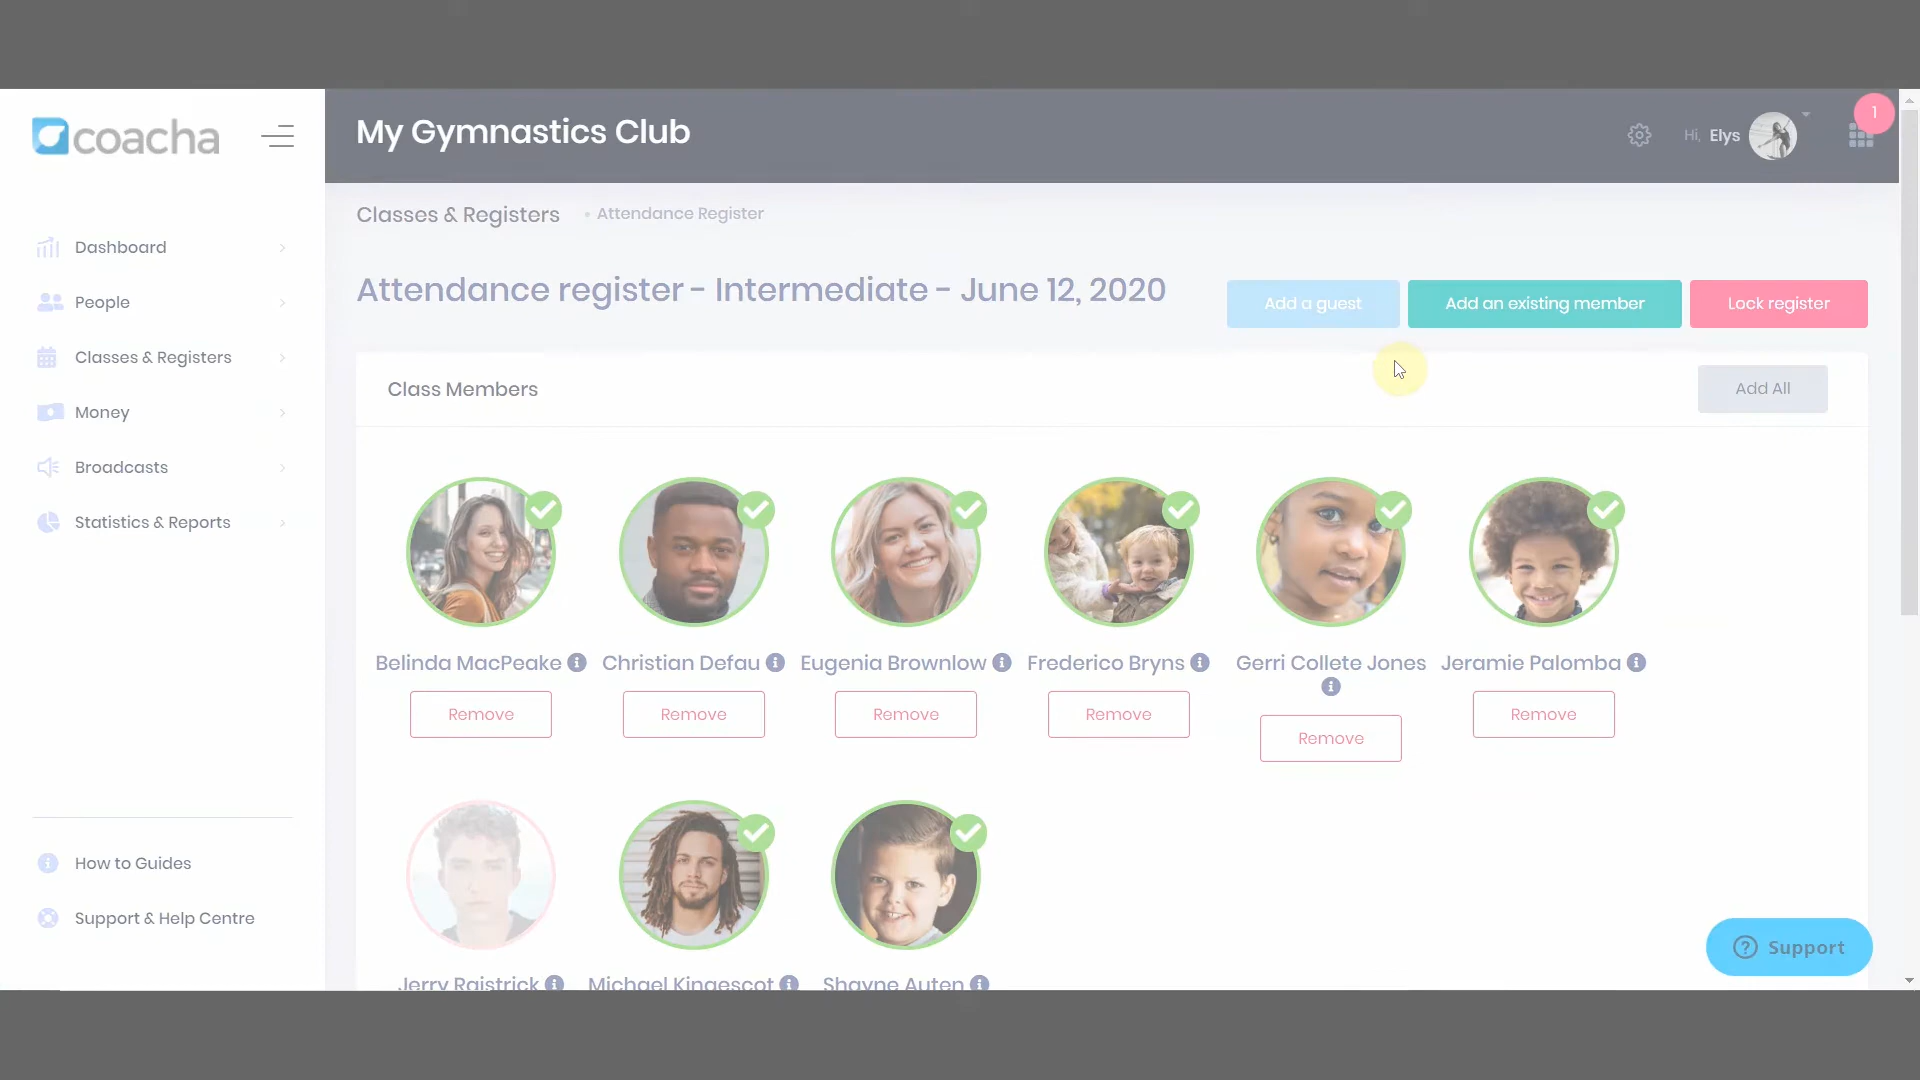 coacha
My Gymnastics Club
Hi, Elys
1
Dashboard
People
Classes & Registers
Money
Broadcasts
Statistics & Reports
How to Guides
Support & Help Centre
Classes & Registers • Attendance Register
Attendance register - Intermediate - June 12, 2020
Add a guest
Add an existing member
Lock register
Class Members
Add All
Belinda MacPeake
Christian Defau
Eugenia Brownlow
Frederico Bryns
Gerri Collete Jones
Jeramie Palomba
Remove
Remove
Remove
Remove
Remove
Remove
Jerry Raistrick
Michael Kingescot
Shayne Auten
Support